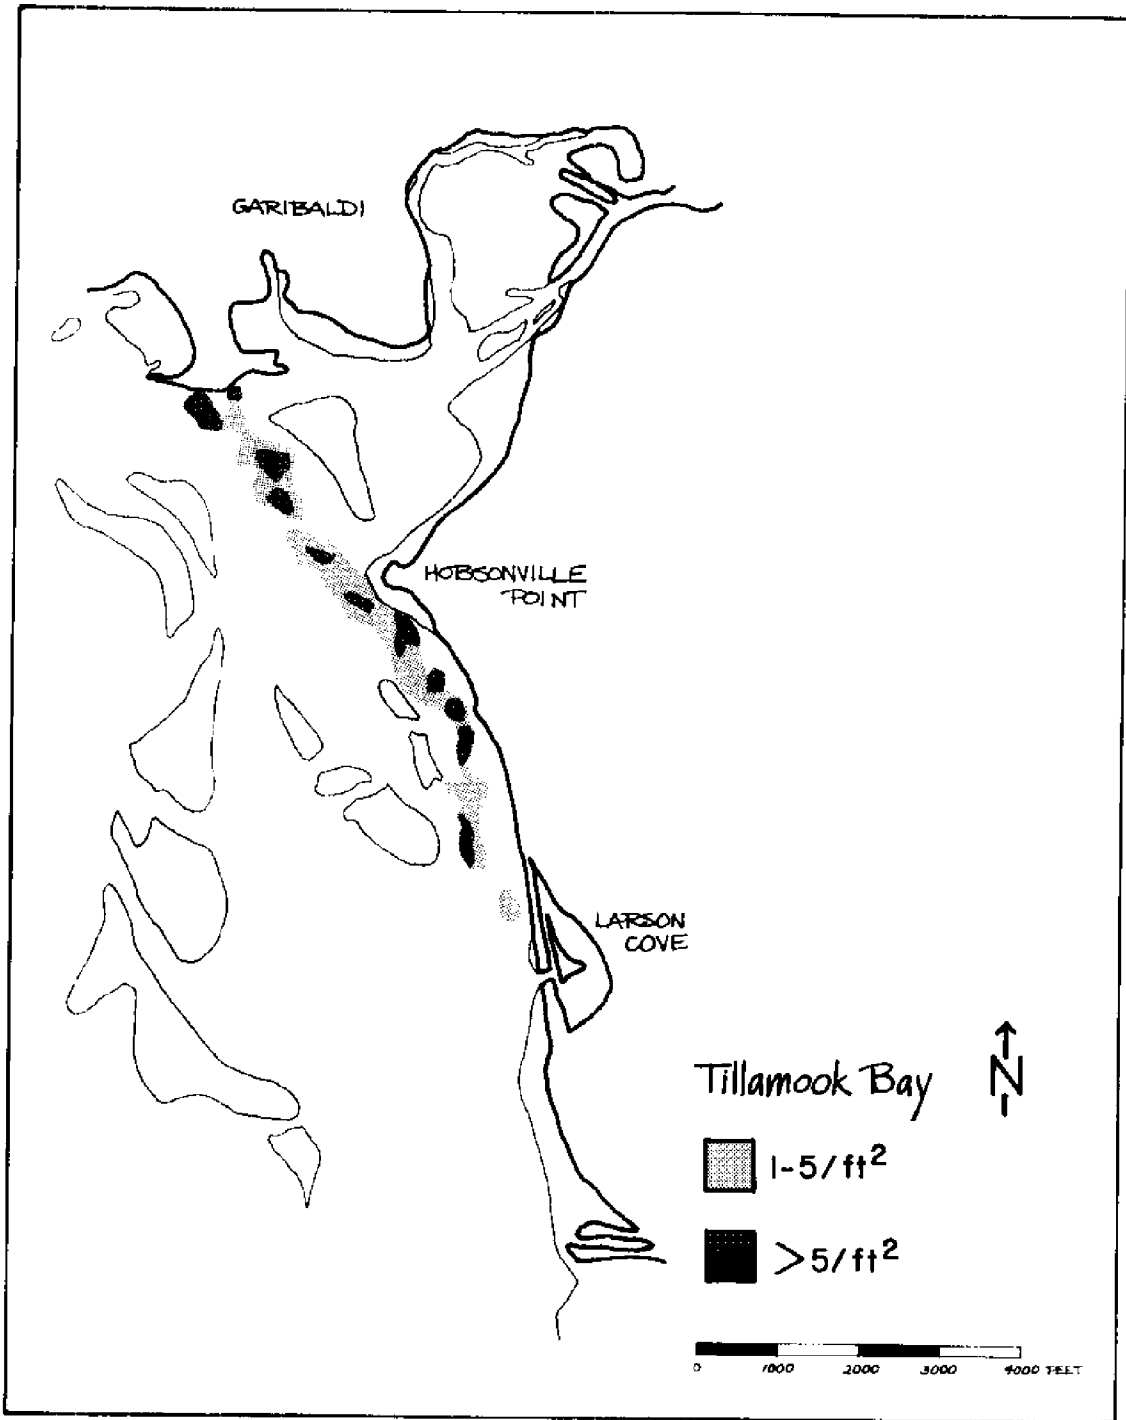 GARIBALDI
HOBSONVILLE
POINT
LARSON
COVE
Tillamook Bay
N
1-5/ft²
>5/ft²
0 1000 2000 3000 4000 FEET